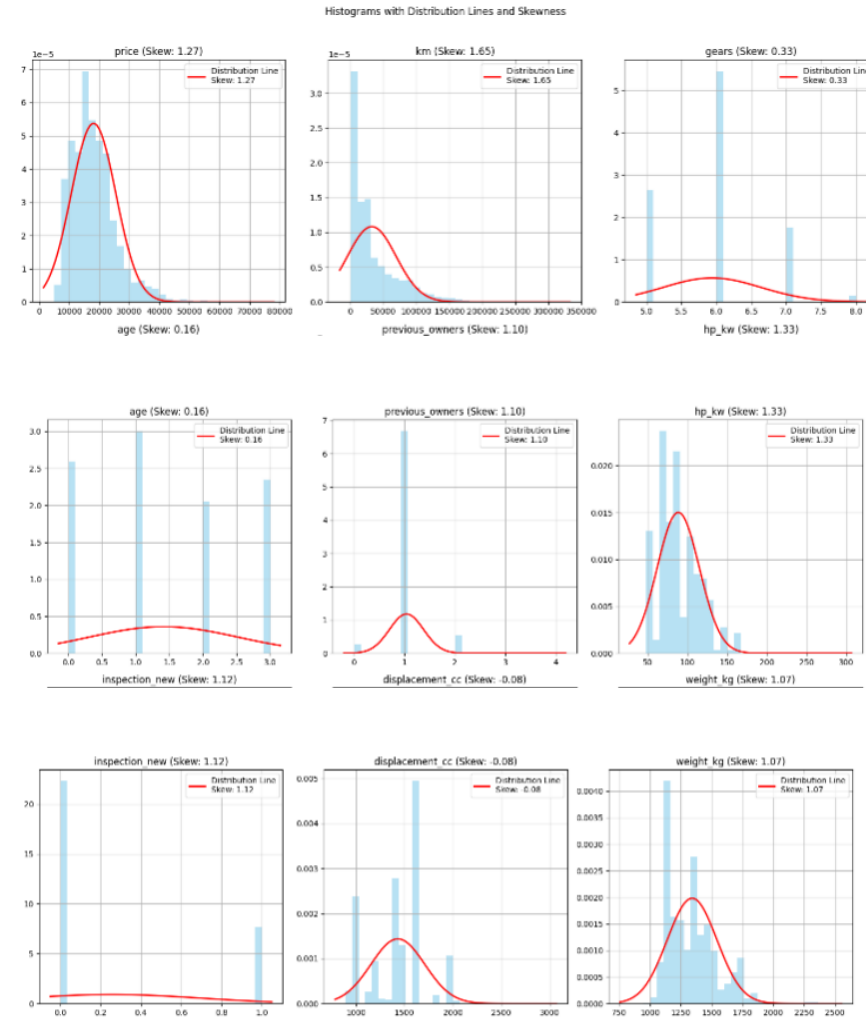 Histograms with Distribution Lines and Skewness
price (Skew: 1.27)
1e−5
7
6
5
4
3
2
1
0
0 10000 20000 30000 40000 50000 60000 70000 80000
Distribution Line
Skew: 1.27
km (Skew: 1.65)
1e−5
3.0
2.5
2.0
1.5
1.0
0.5
0.0
0 50000 100000 150000 200000 250000 300000 350000
Distribution Line
Skew: 1.65
gears (Skew: 0.33)
5
4
3
2
1
0
5.0 5.5 6.0 6.5 7.0 7.5 8.0
Distribution Line
Skew: 0.33
age (Skew: 0.16)
previous_owners (Skew: 1.10)
hp_kw (Skew: 1.33)
age (Skew: 0.16)
3.0
2.5
2.0
1.5
1.0
0.5
0.0
0.0 0.5 1.0 1.5 2.0 2.5 3.0
Distribution Line
Skew: 0.16
previous_owners (Skew: 1.10)
7
6
5
4
3
2
1
0
0 1 2 3 4
Distribution Line
Skew: 1.10
hp_kw (Skew: 1.33)
0.020
0.015
0.010
0.005
0.000
50 100 150 200 250 300
Distribution Line
Skew: 1.33
inspection_new (Skew: 1.12)
displacement_cc (Skew: -0.08)
weight_kg (Skew: 1.07)
inspection_new (Skew: 1.12)
20
15
10
5
0
0.0 0.2 0.4 0.6 0.8 1.0
Distribution Line
Skew: 1.12
displacement_cc (Skew: -0.08)
0.005
0.004
0.003
0.002
0.001
0.000
1000 1500 2000 2500 3000
Distribution Line
Skew: -0.08
weight_kg (Skew: 1.07)
0.0040
0.0035
0.0030
0.0025
0.0020
0.0015
0.0010
0.0005
0.0000
750 1000 1250 1500 1750 2000 2250 2500
Distribution Line
Skew: 1.07